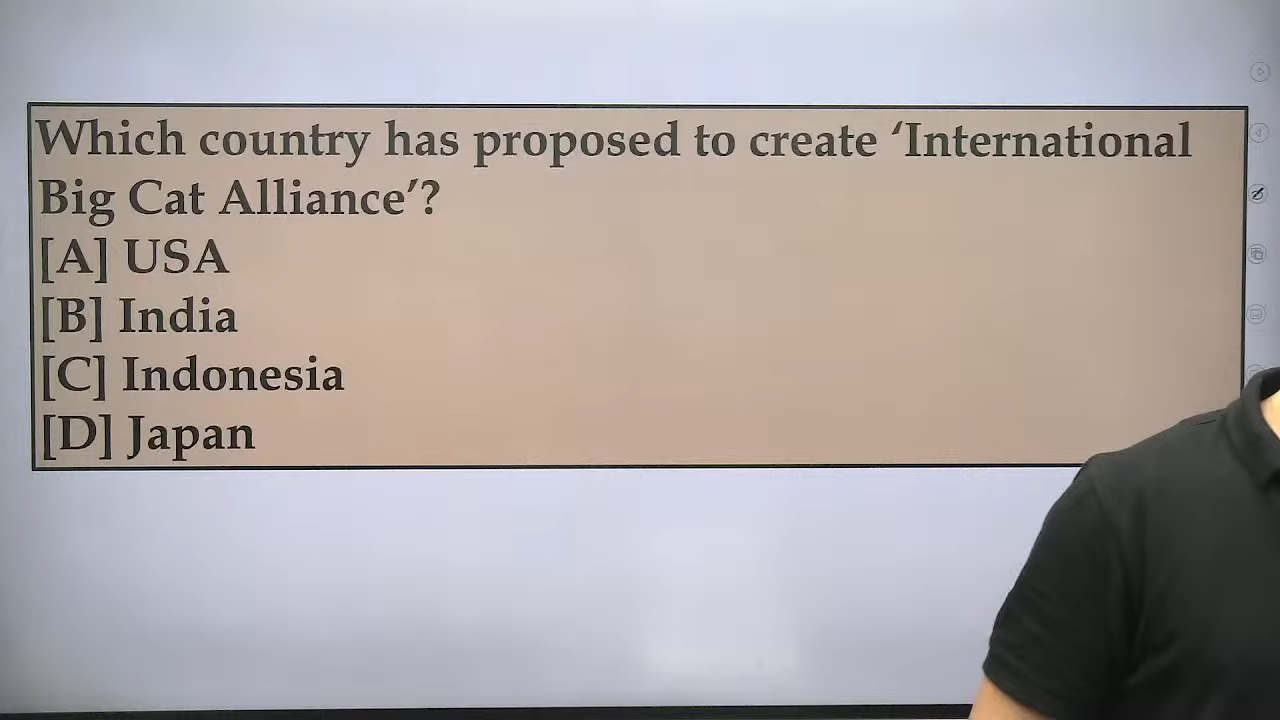 Which country has proposed to create ‘International
Big Cat Alliance’?
[A] USA
[B] India
[C] Indonesia
[D] Japan